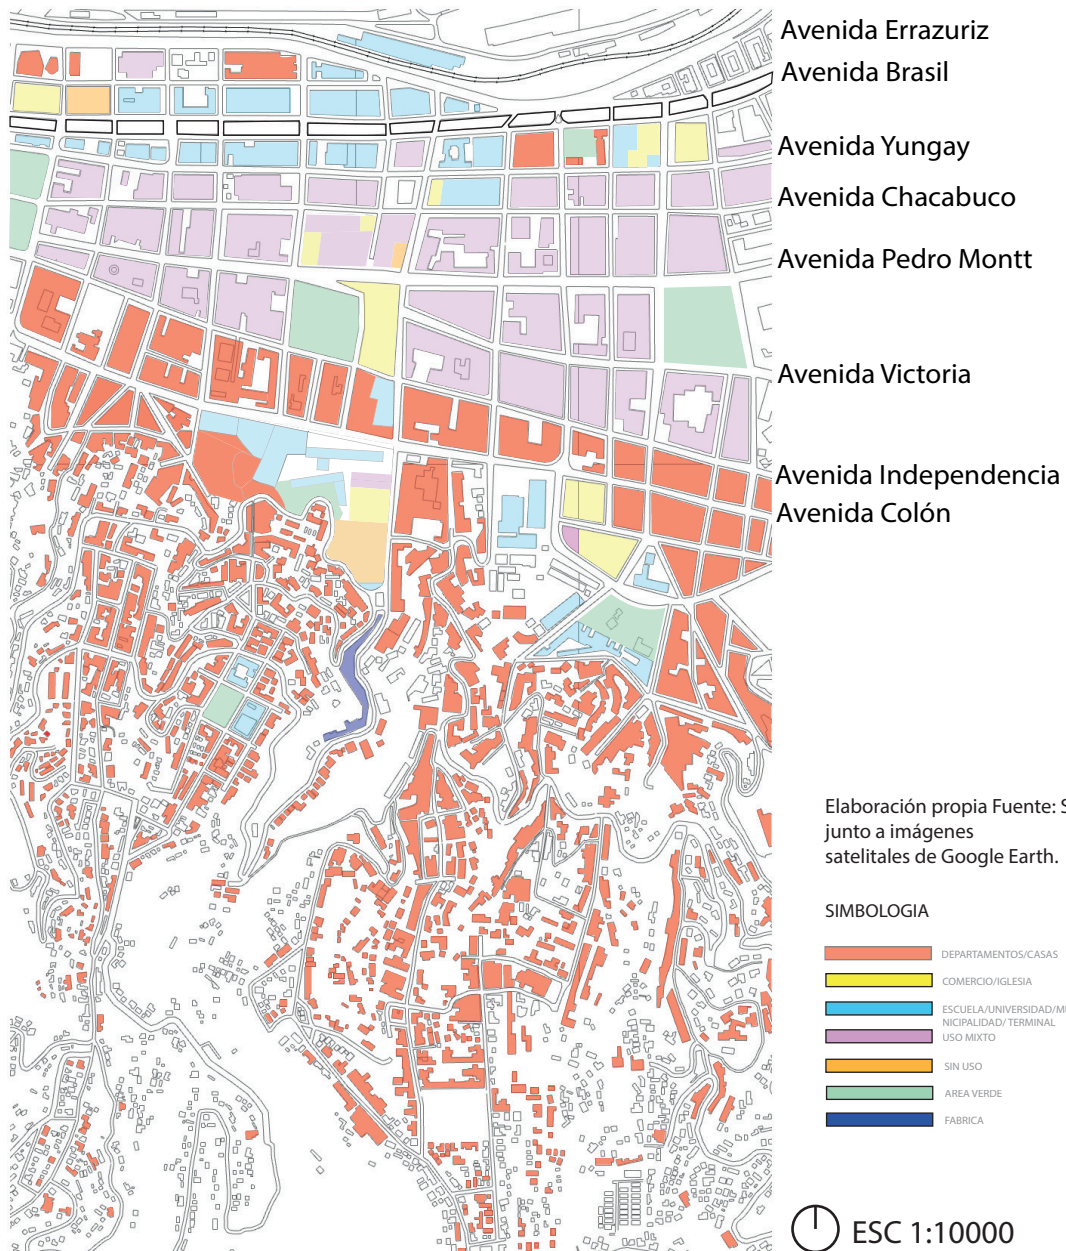 Avenida Errazuriz
Avenida Brasil
Avenida Yungay
Avenida Chacabuco
Avenida Pedro Montt
Avenida Victoria
Avenida Independencia
Avenida Colón
Elaboración propia Fuente: S
junto a imágenes
satelitales de Google Earth.
SIMBOLOGIA
DEPARTAMENTOS/CASAS
COMERCIO/IGLESIA
ESCUELA/UNIVERSIDAD/MU
NICIPALIDAD/ TERMINAL
USO MIXTO
SIN USO
AREA VERDE
FABRICA
ESC 1:10000